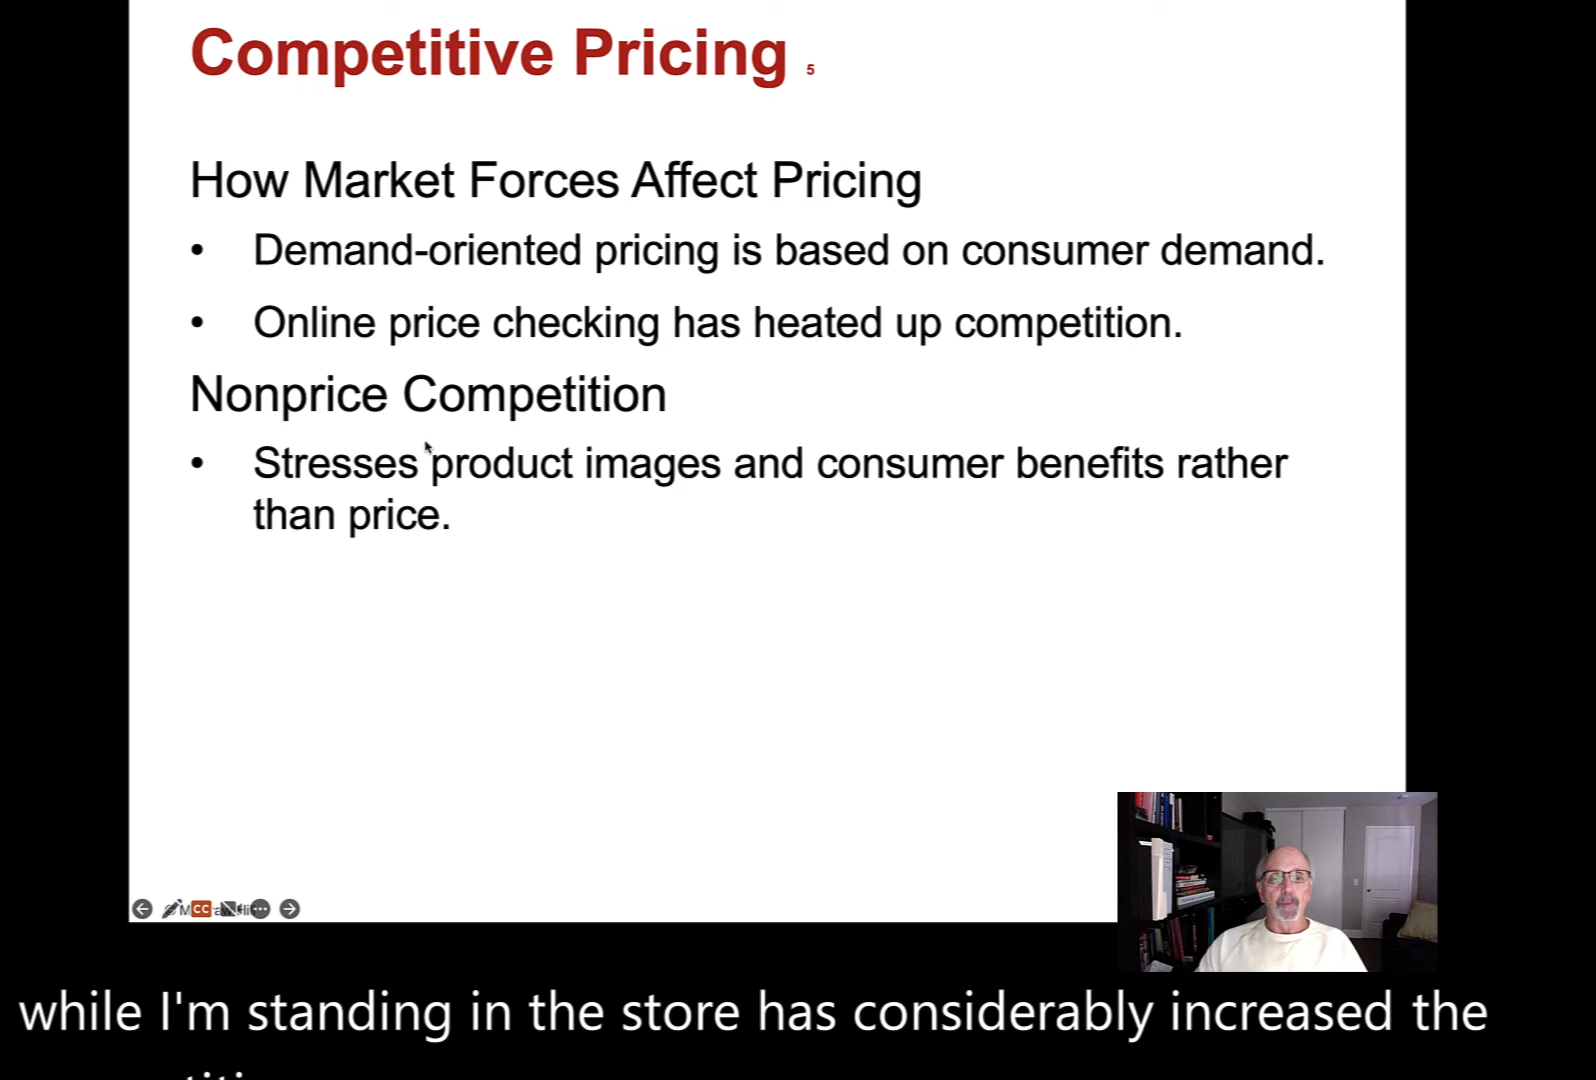 Competitive Pricing 5
How Market Forces Affect Pricing
• Demand-oriented pricing is based on consumer demand.
• Online price checking has heated up competition.
Nonprice Competition
• Stresses product images and consumer benefits rather
than price.
CC
while I'm standing in the store has considerably increased the